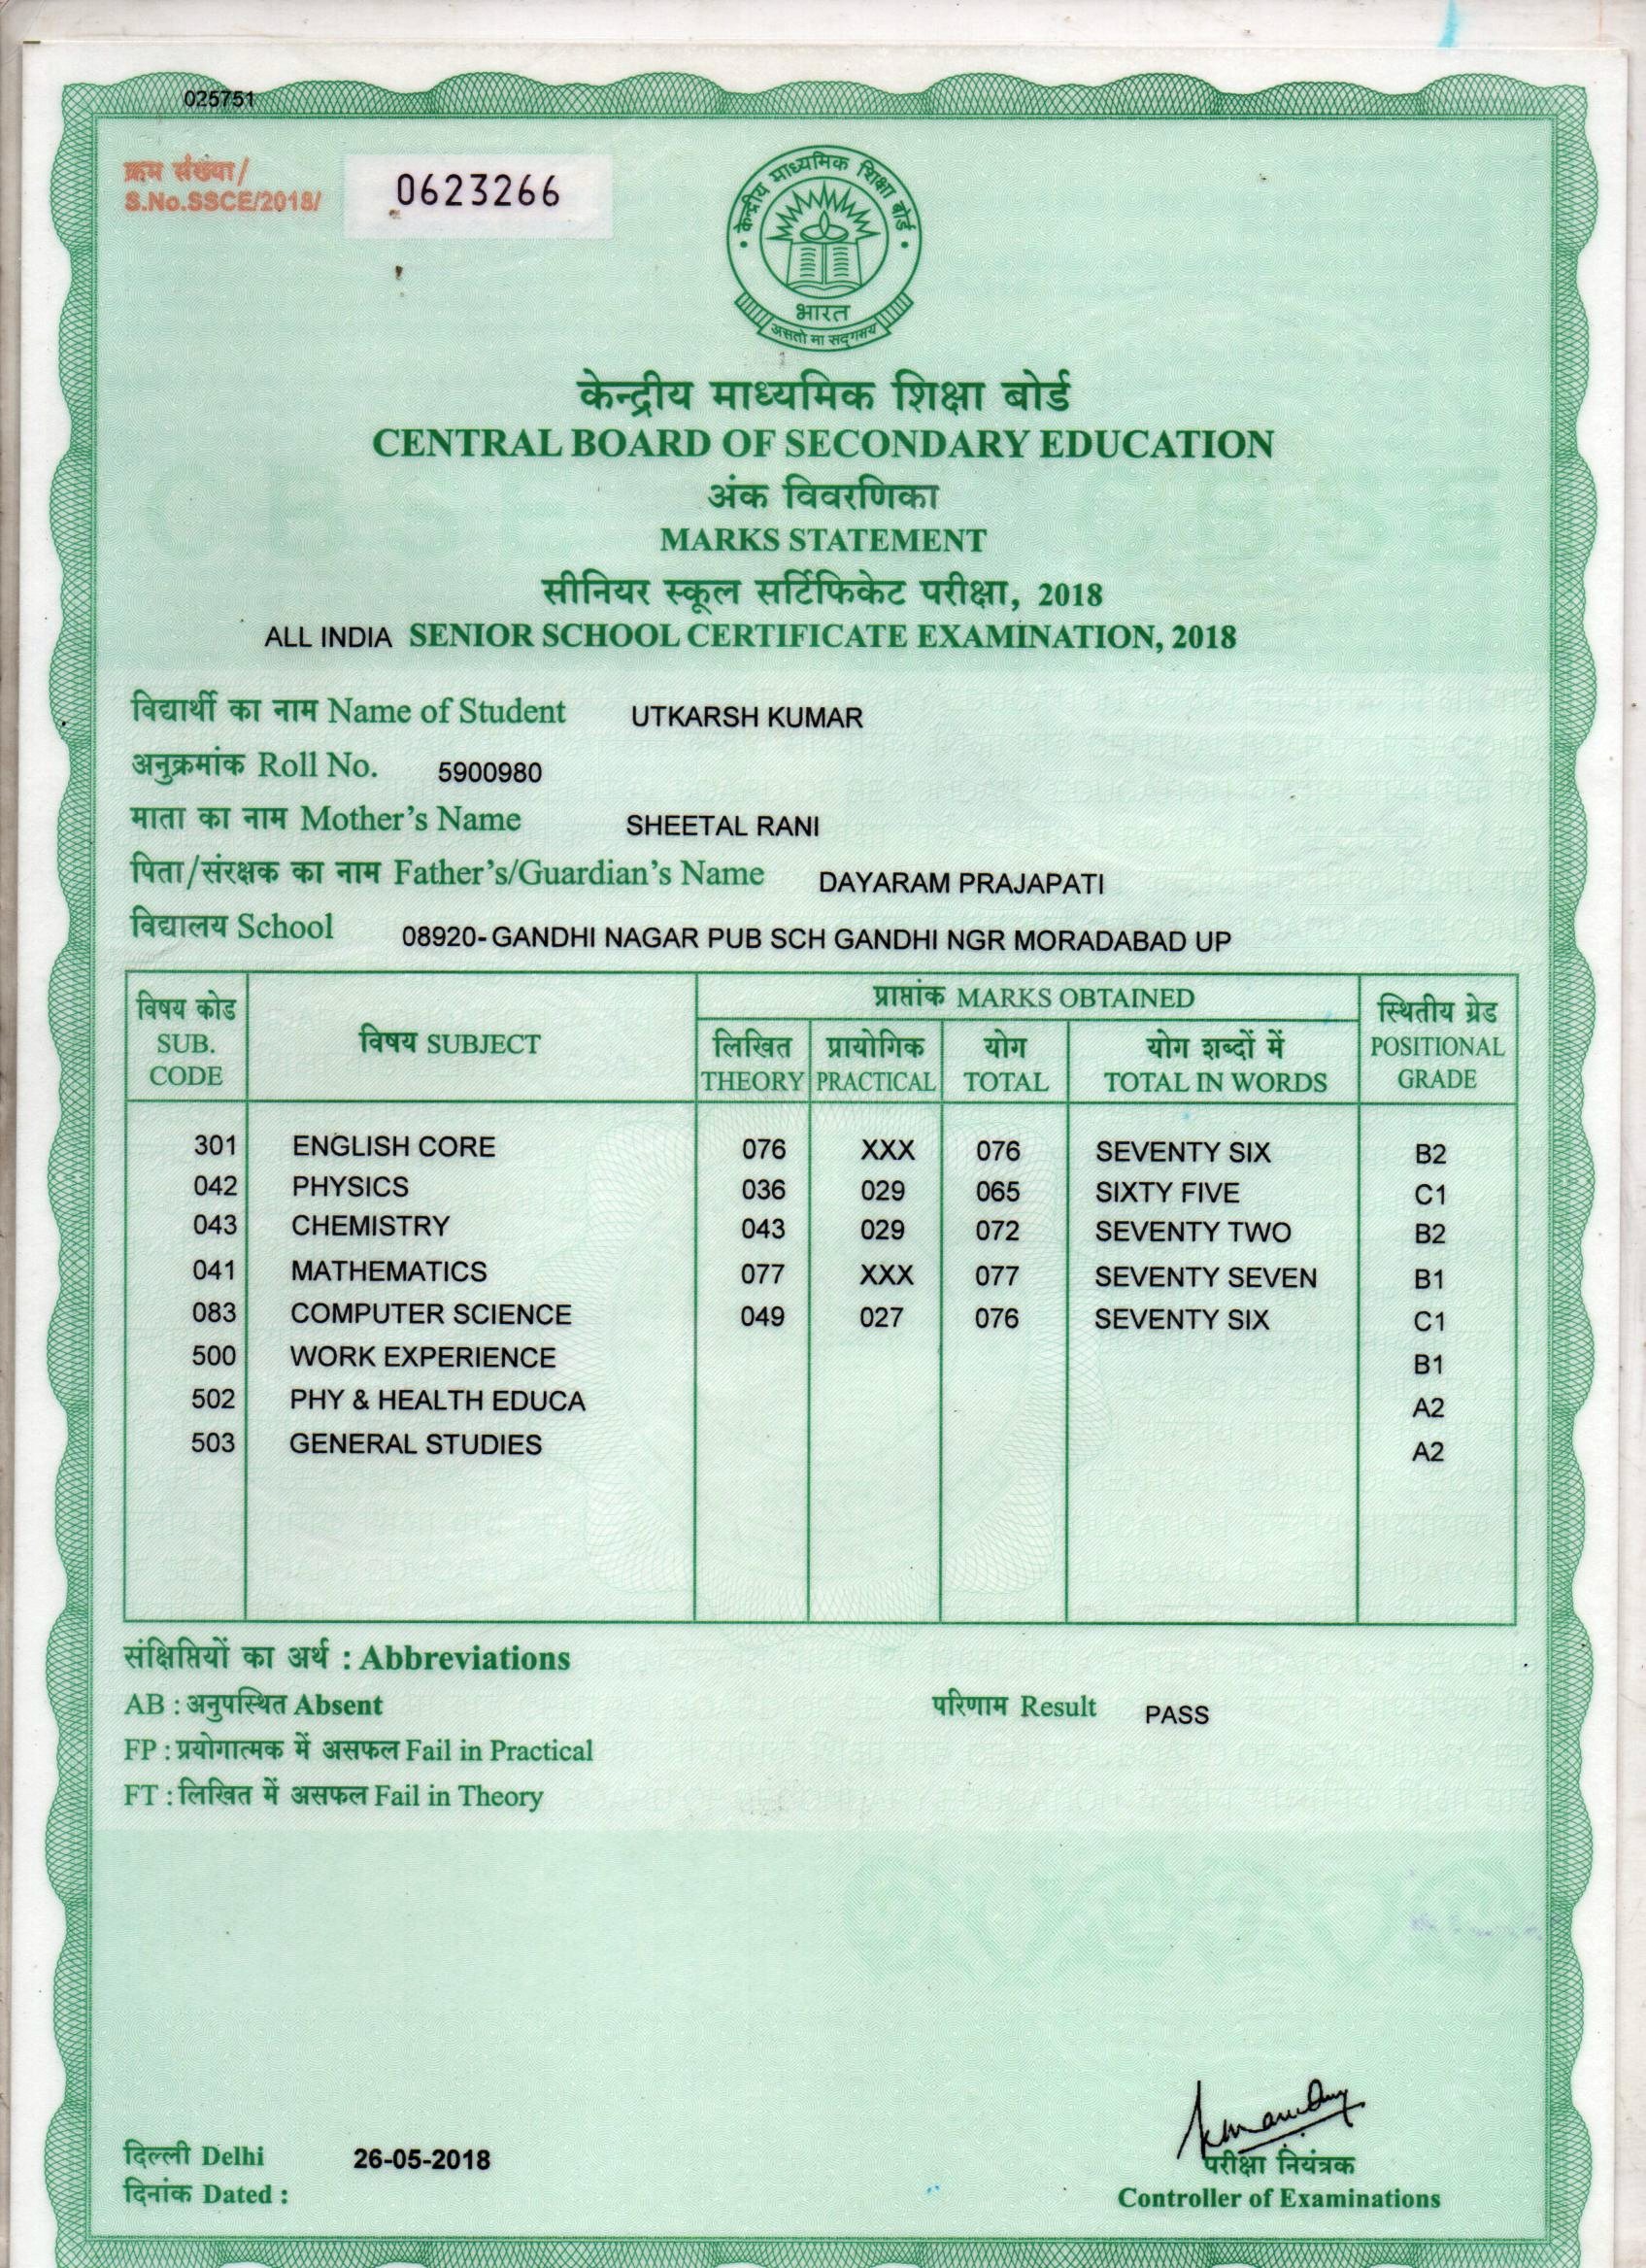 025751
क्रम संख्या/
S.No.SSCE/2018/ 0623266
केन्द्रीय माध्यमिक शिक्षा बोर्ड
भारत
असतो मा सद्गमय
केन्द्रीय माध्यमिक शिक्षा बोर्ड
CENTRAL BOARD OF SECONDARY EDUCATION
अंक विवरणिका
MARKS STATEMENT
सीनियर स्कूल सर्टिफिकेट परीक्षा, 2018
ALL INDIA SENIOR SCHOOL CERTIFICATE EXAMINATION, 2018
विद्यार्थी का नाम Name of Student UTKARSH KUMAR
अनुक्रमांक Roll No. 5900980
माता का नाम Mother's Name SHEETAL RANI
पिता/संरक्षक का नाम Father's/Guardian's Name DAYARAM PRAJAPATI
विद्यालय School 08920- GANDHI NAGAR PUB SCH GANDHI NGR MORADABAD UP
विषय कोड SUB. CODE विषय SUBJECT प्राप्तांक MARKS OBTAINED स्थितीय ग्रेड POSITIONAL GRADE
लिखित THEORY प्रायोगिक PRACTICAL योग TOTAL योग शब्दों में TOTAL IN WORDS
301 ENGLISH CORE 076 XXX 076 SEVENTY SIX B2
042 PHYSICS 036 029 065 SIXTY FIVE C1
043 CHEMISTRY 043 029 072 SEVENTY TWO B2
041 MATHEMATICS 077 XXX 077 SEVENTY SEVEN B1
083 COMPUTER SCIENCE 049 027 076 SEVENTY SIX C1
500 WORK EXPERIENCE B1
502 PHY & HEALTH EDUCA A2
503 GENERAL STUDIES A2
संक्षिप्तियों का अर्थ : Abbreviations
AB : अनुपस्थित Absent परिणाम Result PASS
FP : प्रयोगात्मक में असफल Fail in Practical
FT : लिखित में असफल Fail in Theory
दिल्ली Delhi 26-05-2018 परीक्षा नियंत्रक
दिनांक Dated : Controller of Examinations